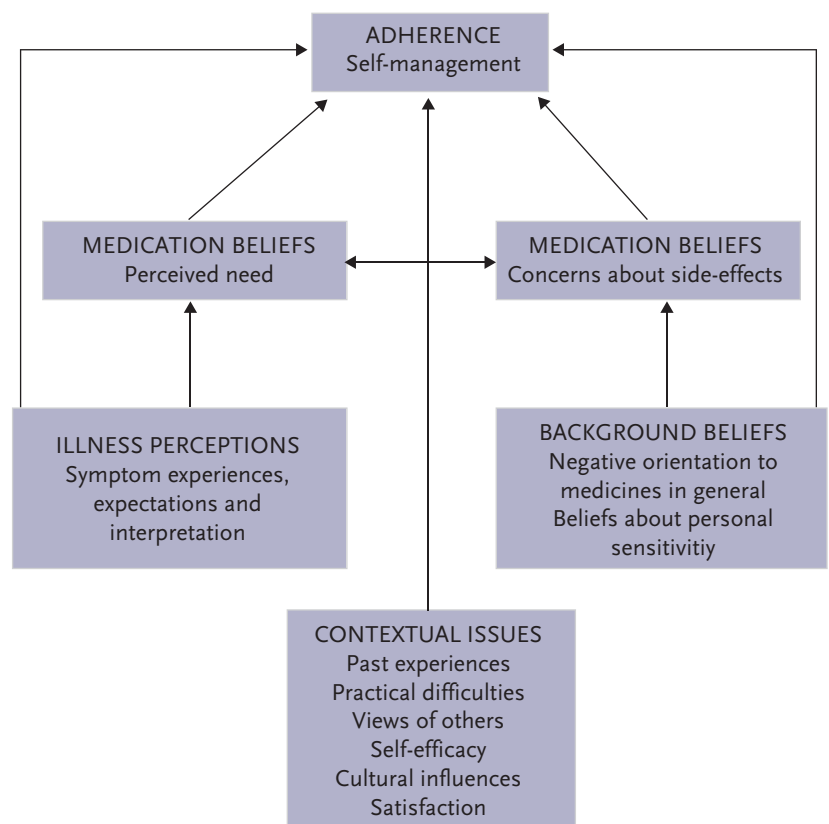 ADHERENCE
Self-management
MEDICATION BELIEFS
Perceived need
MEDICATION BELIEFS
Concerns about side-effects
ILLNESS PERCEPTIONS
Symptom experiences,
expectations and
interpretation
BACKGROUND BELIEFS
Negative orientation to
medicines in general
Beliefs about personal
sensitivitiy
CONTEXTUAL ISSUES
Past experiences
Practical difficulties
Views of others
Self-efficacy
Cultural influences
Satisfaction